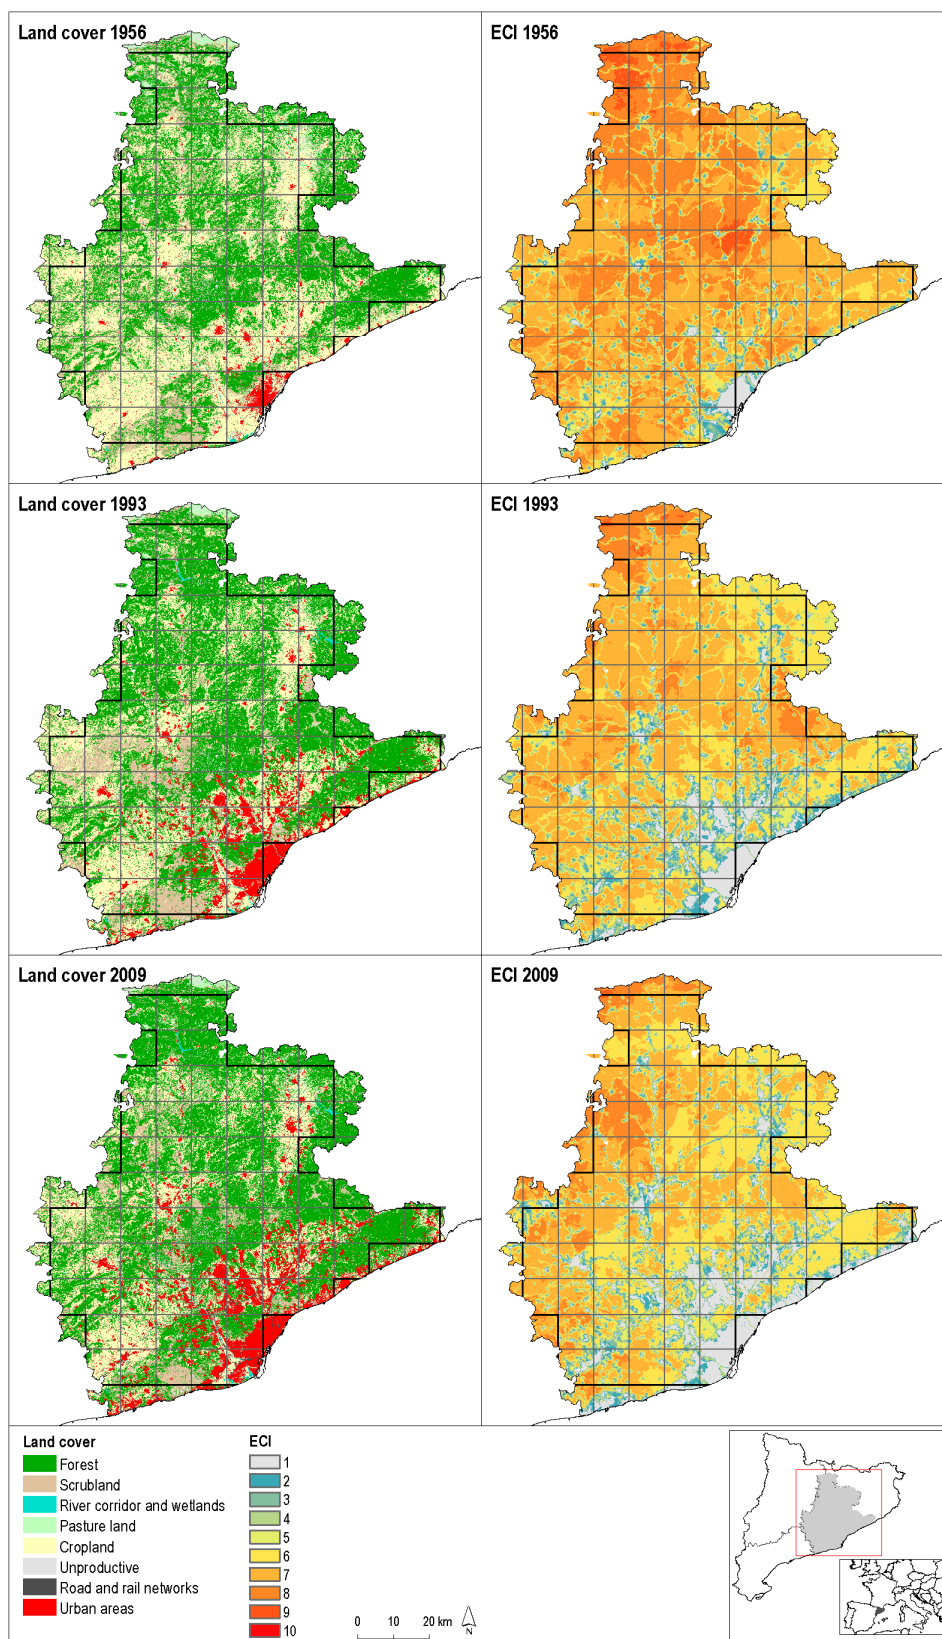 Land cover 1956
ECI 1956
Land cover 1993
ECI 1993
Land cover 2009
ECI 2009
Land cover
Forest
Scrubland
River corridor and wetlands
Pasture land
Cropland
Unproductive
Road and rail networks
Urban areas
ECI
1
2
3
4
5
6
7
8
9
10
0 10 20 km
N